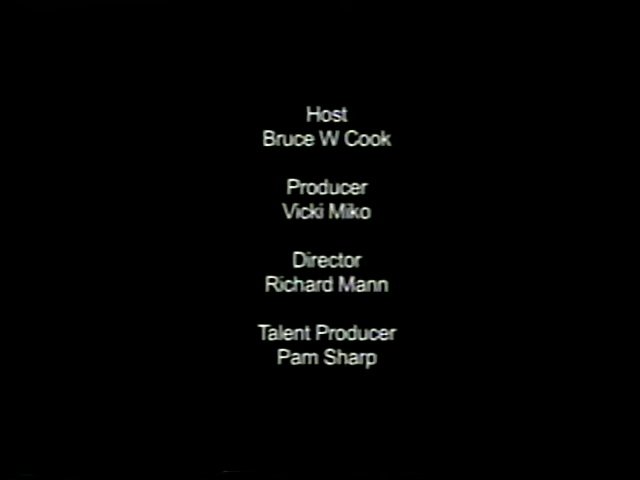 Host
Bruce W Cook
Producer
Vicki Miko
Director
Richard Mann
Talent Producer
Pam Sharp